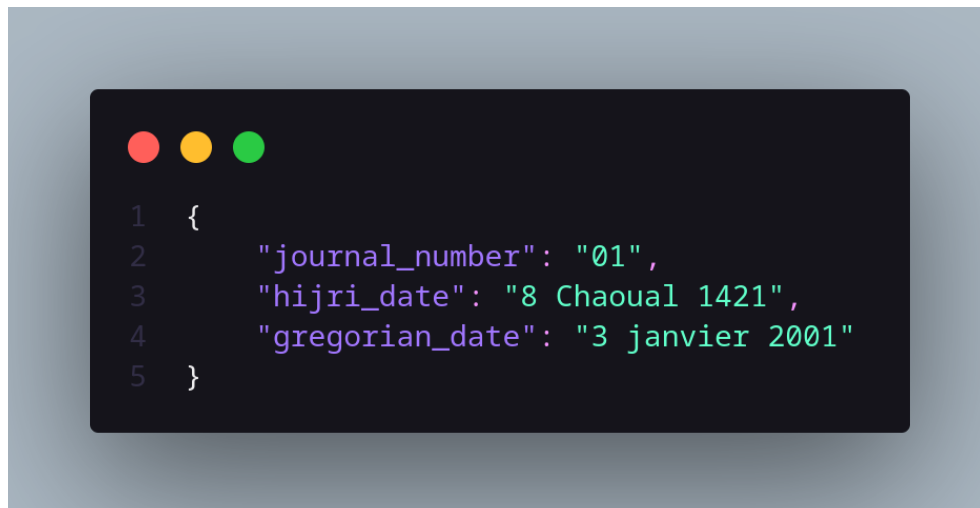 1 {
2 "journal_number": "01",
3 "hijri_date": "8 Chaoual 1421",
4 "gregorian_date": "3 janvier 2001"
5 }